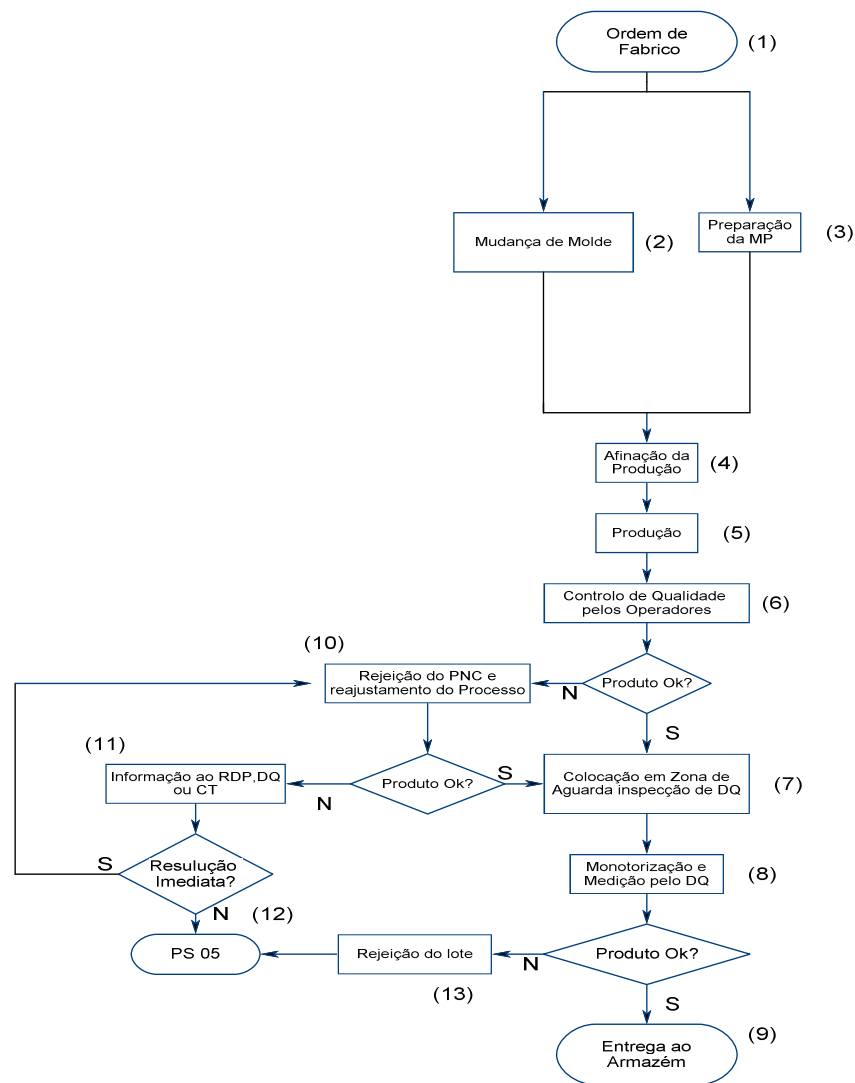 Ordem de
Fabrico
(1)
Mudança de Molde
(2)
Preparação
da MP
(3)
Afinação da
Produção
(4)
Produção
(5)
Controlo de Qualidade
pelos Operadores
(6)
(10)
Rejeição do PNC e
reajustamento do Processo
N
Produto Ok?
S
(11)
Informação ao RDP,DQ
ou CT
N
Produto Ok?
S
Colocação em Zona de
Aguarda inspecção de DQ
(7)
S
Resulução
Imediata?
N
(12)
Monotorização e
Medição pelo DQ
(8)
PS 05
Rejeição do lote
(13)
N
Produto Ok?
S
(9)
Entrega ao
Armazém